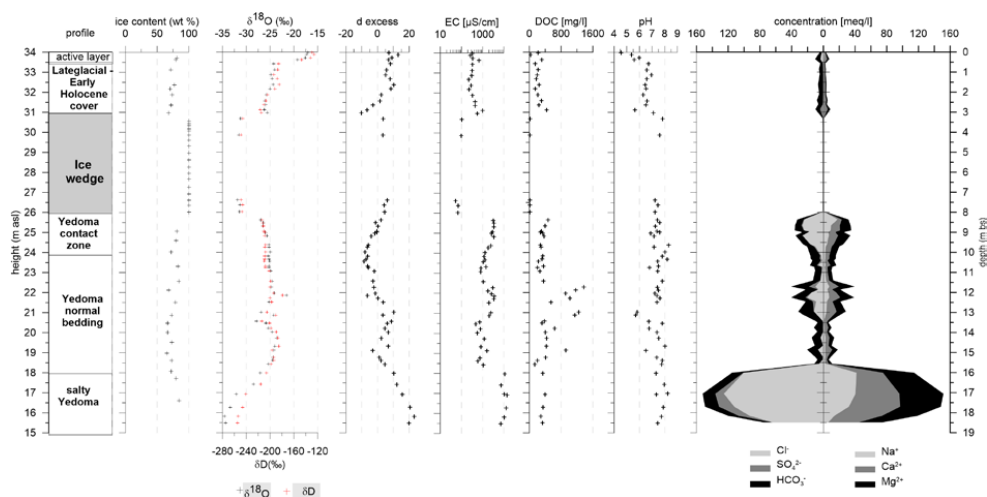 profile
ice content (wt %)
0 50 100
δ¹⁸O (‰)
-35 -25 -15
d excess
-20 0 20
EC [µS/cm]
10 1000
DOC [mg/l]
0 400 1600
pH
4 5 6 7 8 9
concentration [meq/l]
160 120 80 40 0 40 80 120 160
height (m asl)
34
33
32
31
30
29
28
27
26
25
24
23
22
21
20
19
18
17
16
15
active layer
Lateglacial -
Early
Holocene
cover
Ice
wedge
Yedoma
contact
zone
Yedoma
normal
bedding
salty
Yedoma
0
1
2
3
4
5
6
7
8
9
10
11
12
13
14
15
16
17
18
19
depth (m bs)
-280 -240 -200 -160 -120
δD(‰)
+ δ¹⁸O + δD
Cl⁻
SO₄²⁻
HCO₃⁻
Na⁺
Ca²⁺
Mg²⁺